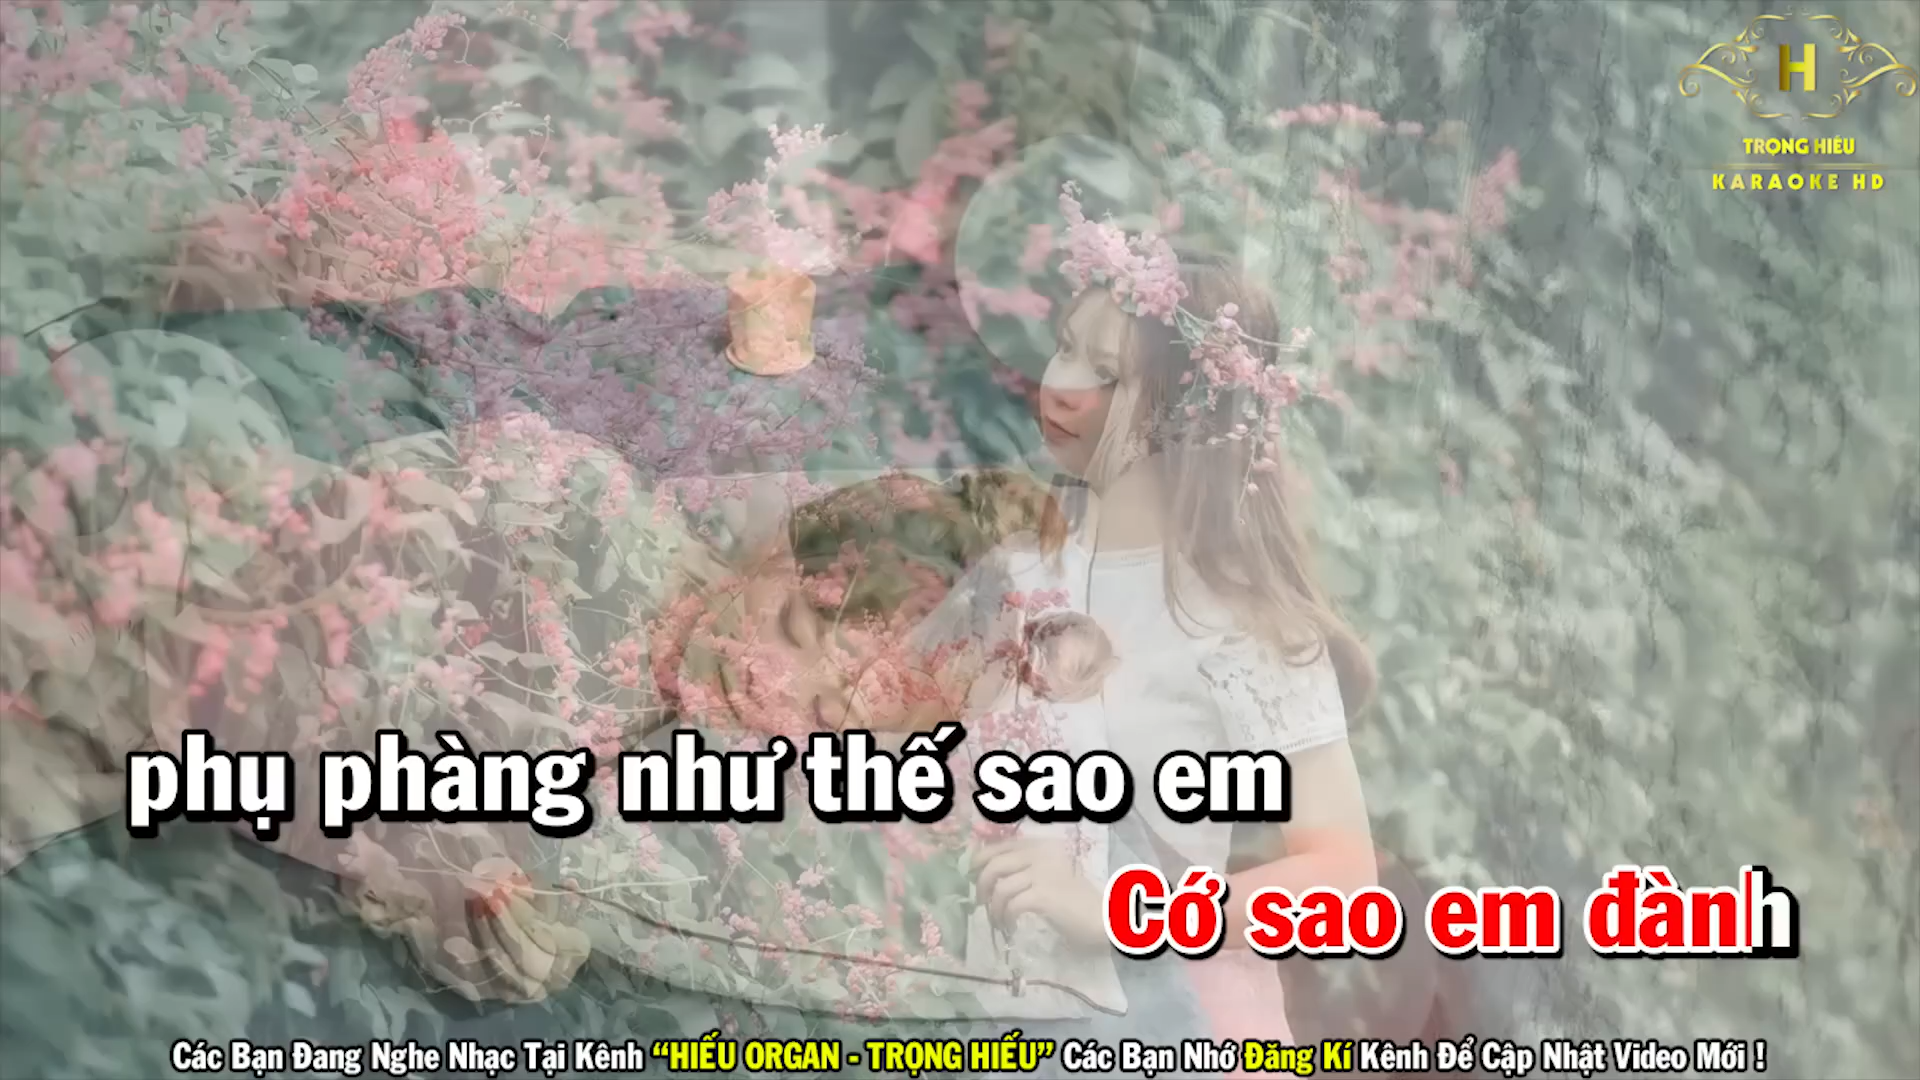 H
TRỌNG HIẾU
KARAOKE HD
phụ phàng như thế sao em
Cớ sao em đành
Các Bạn Đang Nghe Nhạc Tại Kênh “HIẾU ORGAN - TRỌNG HIẾU” Các Bạn Nhớ Đăng Kí Kênh Để Cập Nhật Video Mới !